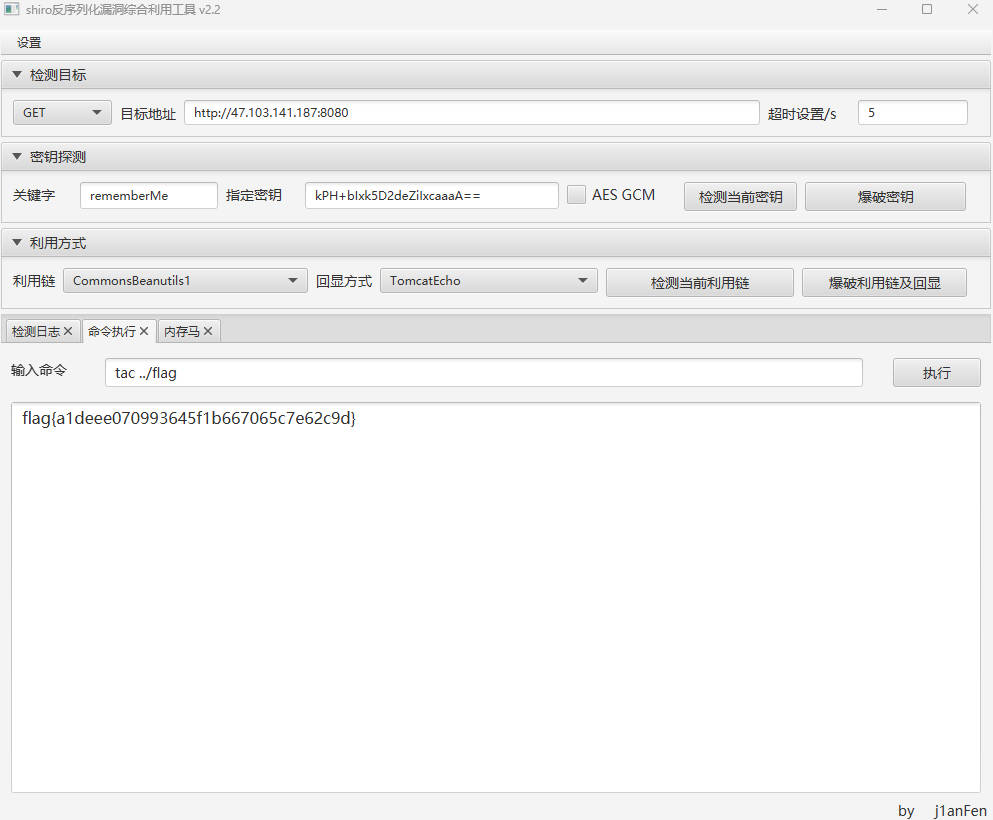 shiro反序列化漏洞综合利用工具 v2.2
设置
检测目标
GET 目标地址 http://47.103.141.187:8080 超时设置/s 5
密钥探测
关键字 rememberMe 指定密钥 kPH+bIxk5D2deZiIxcaaaA== AES GCM 检测当前密钥 爆破密钥
利用方式
利用链 CommonsBeanutils1 回显方式 TomcatEcho 检测当前利用链 爆破利用链及回显
检测日志 命令执行 内存马
输入命令 tac ../flag 执行
flag{a1deee070993645f1b667065c7e62c9d}
by j1anFen